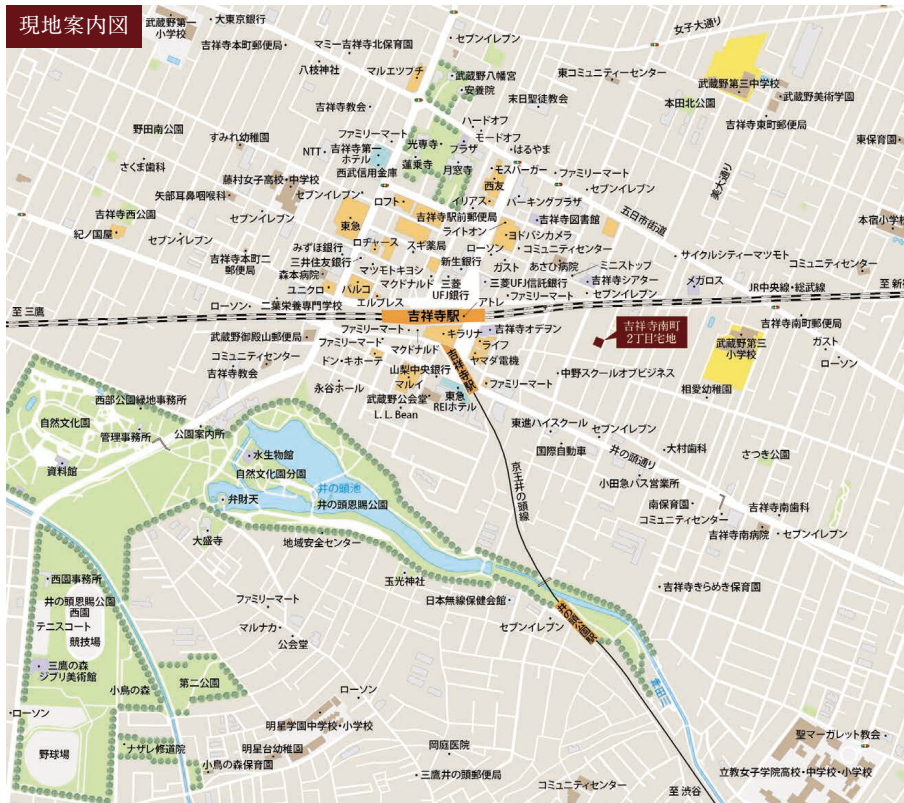 現地案内図
武蔵野第一
小学校
大東京銀行
吉祥寺本町郵便局
マミー吉祥寺北保育園
セブンイレブン
女子大通り
八枝神社
マルエツプチ
武蔵野八幡宮
安養院
東コミュニティーセンター
武蔵野第三中学校
武蔵野美術学園
吉祥寺教会
末日聖徒教会
本田北公園
吉祥寺東町郵便局
野田南公園
すみれ幼稚園
ファミリーマート
ハードオフ
モードオフ
東保育園
NTT
吉祥寺第一
ホテル
光専寺
プラザ
はるやま
さくま歯科
西武信用金庫
蓮乗寺
月窓寺
モスバーガー
ファミリーマート
美大通り
藤村女子高校・中学校
西友
セブンイレブン
矢部耳鼻咽喉科
セブンイレブン
ロフト
イリアス
パーキングプラザ
吉祥寺西公園
セブンイレブン
東急
吉祥寺駅前郵便局
吉祥寺図書館
五日市街道
本宿小学校
紀ノ國屋
セブンイレブン
ライトオン
ヨドバシカメラ
みずほ銀行
ロヂャース
スギ薬局
ローソン
コミュニティセンター
サイクルシティーマツモト
吉祥寺本町二
郵便局
三井住友銀行
新生銀行
ガスト
あさひ病院
ミニストップ
コミュニティセンター
森本病院
マツモトキヨシ
三菱
UFJ銀行
三菱UFJ信託銀行
吉祥寺シアター
メガロス
ユニクロ
パルコ
マクドナルド
ファミリーマート
セブンイレブン
JR中央線・総武線
至 三鷹
ローソン
二葉栄養専門学校
エルブレス
アトレ
至 新宿
吉祥寺駅
武蔵野御殿山郵便局
ファミリーマート
キラリナ
吉祥寺オデヲン
吉祥寺南町
2丁目宅地
吉祥寺南町郵便局
コミュニティセンター
ファミリーマート
マクドナルド
ライフ
武蔵野第三
小学校
ガスト
吉祥寺教会
ドン・キホーテ
山梨中央銀行
吉祥寺駅
ヤマダ電機
ローソン
永谷ホール
マルイ
ファミリーマート
中野スクールオブビジネス
相愛幼稚園
武蔵野公会堂
東急
REIホテル
L. L. Bean
西部公園緑地事務所
自然文化園
管理事務所
公園案内所
東進ハイスクール
セブンイレブン
水生物館
国際自動車
井の頭通り
大村歯科
さつき公園
資料館
自然文化園分園
京王井の頭線
小田急バス営業所
弁財天
井の頭池
井の頭恩賜公園
南保育園
吉祥寺南歯科
コミュニティセンター
大盛寺
地域安全センター
吉祥寺南病院
セブンイレブン
西園事務所
玉光神社
吉祥寺きらめき保育園
井の頭恩賜公園
西園
ファミリーマート
日本無線保健会館
テニスコート
マルナカ
セブンイレブン
井の頭公園駅
競技場
公会堂
三鷹の森
ジブリ美術館
小鳥の森
第二公園
神田川
ローソン
ローソン
明星学園中学校・小学校
聖マーガレット教会
野球場
ナザレ修道院
明星台幼稚園
岡庭医院
小鳥の森保育園
三鷹井の頭郵便局
立教女子学院高校・中学校・小学校
コミュニティセンター
至 渋谷